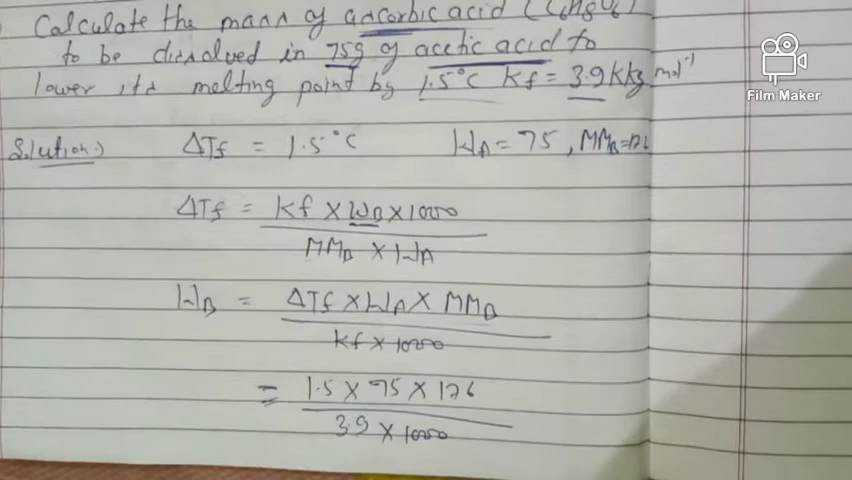 Calculate the mass of ascorbic acid (C6H8O6)
to be dissolved in 75g of acetic acid to
lower its melting point by 1.5°C Kf = 3.9 K kg mol⁻¹
Film Maker
Solution:) ΔTf = 1.5°C WA = 75, MMB=126
ΔTf = Kf × WB × 1000
MMB × WA
WB = ΔTf × WA × MMB
Kf × 1000
= 1.5 × 75 × 126
3.9 × 1000